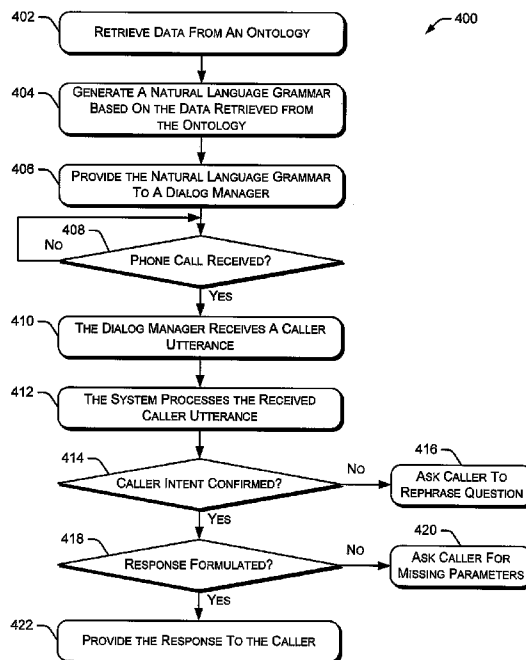 402
RETRIEVE DATA FROM AN ONTOLOGY
400
404
GENERATE A NATURAL LANGUAGE GRAMMAR
BASED ON THE DATA RETRIEVED FROM
THE ONTOLOGY
406
PROVIDE THE NATURAL LANGUAGE GRAMMAR
TO A DIALOG MANAGER
408
NO
PHONE CALL RECEIVED?
YES
410
THE DIALOG MANAGER RECEIVES A CALLER
UTTERANCE
412
THE SYSTEM PROCESSES THE RECEIVED
CALLER UTTERANCE
414
CALLER INTENT CONFIRMED?
NO
416
ASK CALLER TO
REPHRASE QUESTION
YES
418
RESPONSE FORMULATED?
NO
420
ASK CALLER FOR
MISSING PARAMETERS
YES
422
PROVIDE THE RESPONSE TO THE CALLER